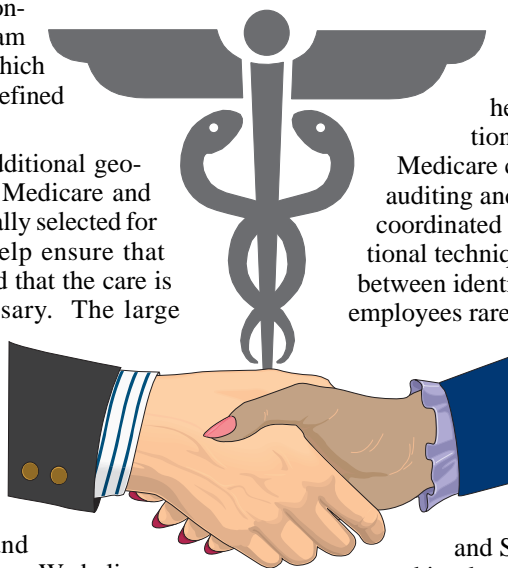 on-
am
hich
efined
dditional geo-
Medicare and
ally selected for
elp ensure that
d that the care is
sary. The large
nd
he
tion
Medicare c
auditing and
coordinated
tional techniq
between identi
employees rare
and S